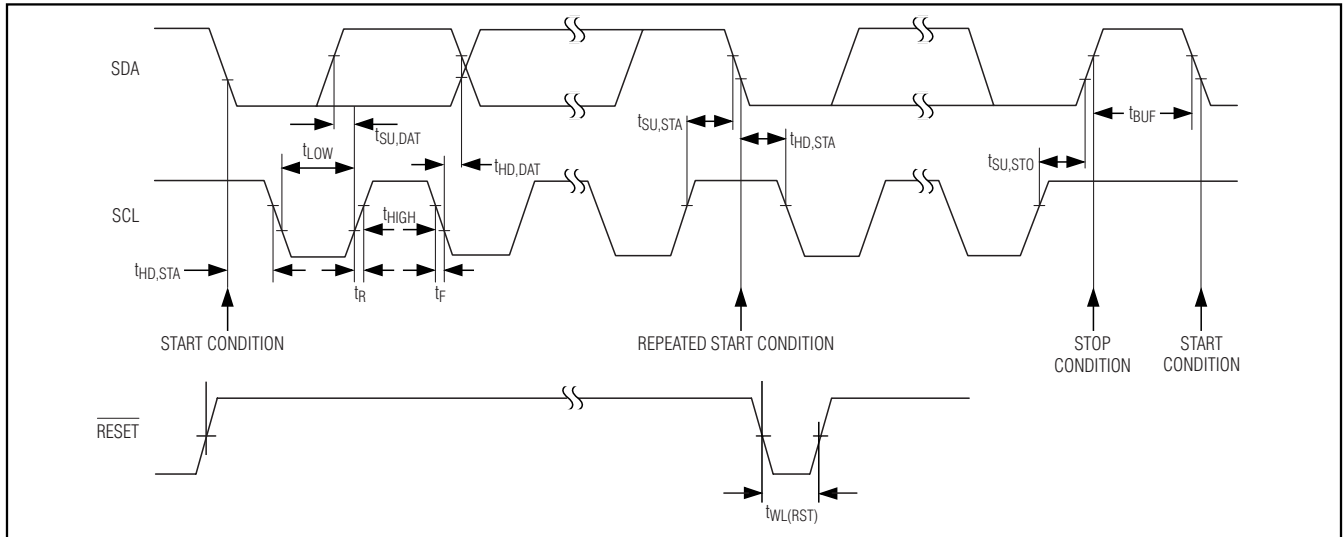 SDA
tSU,STA
tBUF
tSU,DAT
tHD,STA
tLOW
tHD,DAT
tSU,STO
SCL
tHIGH
tHD,STA
tR
tF
START CONDITION
REPEATED START CONDITION
STOP
CONDITION
START
CONDITION
RESET
tWL(RST)